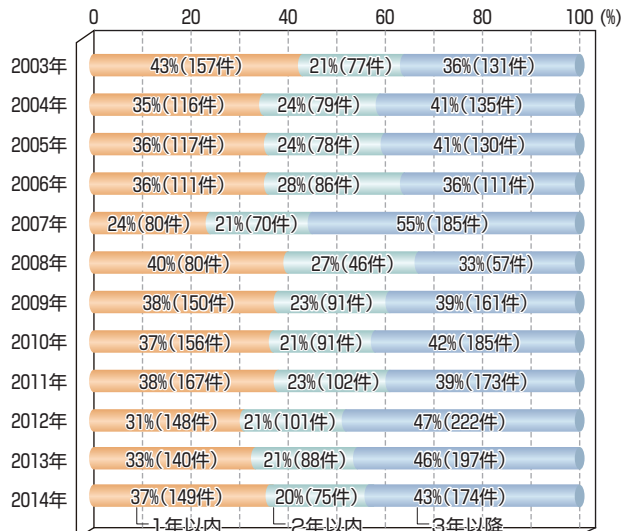 0 20 40 60 80 100 (%)
2003年 43%(157件) 21%(77件) 36%(131件)
2004年 35%(116件) 24%(79件) 41%(135件)
2005年 36%(117件) 24%(78件) 41%(130件)
2006年 36%(111件) 28%(86件) 36%(111件)
2007年 24%(80件) 21%(70件) 55%(185件)
2008年 40%(80件) 27%(46件) 33%(57件)
2009年 38%(150件) 23%(91件) 39%(161件)
2010年 37%(156件) 21%(91件) 42%(185件)
2011年 38%(167件) 23%(102件) 39%(173件)
2012年 31%(148件) 21%(101件) 47%(222件)
2013年 33%(140件) 21%(88件) 46%(197件)
2014年 37%(149件) 20%(75件) 43%(174件)
1年以内 2年以内 3年以降